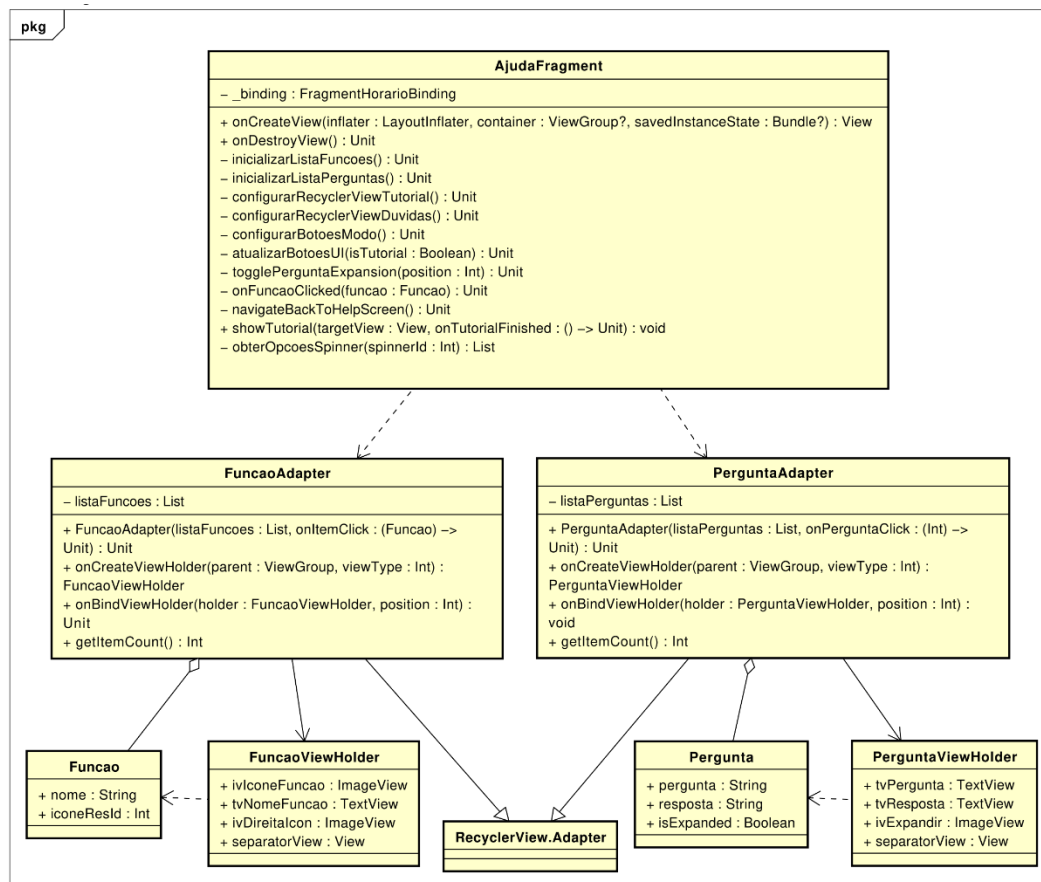 pkg
AjudaFragment
– _binding : FragmentHorarioBinding
+ onCreateView(inflater : LayoutInflater, container : ViewGroup?, savedInstanceState : Bundle?) : View
+ onDestroyView() : Unit
– inicializarListaFuncoes() : Unit
– inicializarListaPerguntas() : Unit
– configurarRecyclerViewTutorial() : Unit
– configurarRecyclerViewDuvidas() : Unit
– configurarBotoesModo() : Unit
– atualizarBotoesUI(isTutorial : Boolean) : Unit
– togglePerguntaExpansion(position : Int) : Unit
– onFuncaoClicked(funcao : Funcao) : Unit
– navigateBackToHelpScreen() : Unit
+ showTutorial(targetView : View, onTutorialFinished : () –> Unit) : void
– obterOpcoesSpinner(spinnerId : Int) : List
FuncaoAdapter
– listaFuncoes : List
+ FuncaoAdapter(listaFuncoes : List, onItemClick : (Funcao) –>
Unit) : Unit
+ onCreateViewHolder(parent : ViewGroup, viewType : Int) :
FuncaoViewHolder
+ onBindViewHolder(holder : FuncaoViewHolder, position : Int) :
Unit
+ getItemCount() : Int
PerguntaAdapter
– listaPerguntas : List
+ PerguntaAdapter(listaPerguntas : List, onPerguntaClick : (Int) –>
Unit) : Unit
+ onCreateViewHolder(parent : ViewGroup, viewType : Int) :
PerguntaViewHolder
+ onBindViewHolder(holder : PerguntaViewHolder, position : Int) :
void
+ getItemCount() : Int
Funcao
+ nome : String
+ iconeResId : Int
FuncaoViewHolder
+ ivIconeFuncao : ImageView
+ tvNomeFuncao : TextView
+ ivDireitaIcon : ImageView
+ separatorView : View
RecyclerView.Adapter
Pergunta
+ pergunta : String
+ resposta : String
+ isExpanded : Boolean
PerguntaViewHolder
+ tvPergunta : TextView
+ tvResposta : TextView
+ ivExpandir : ImageView
+ separatorView : View